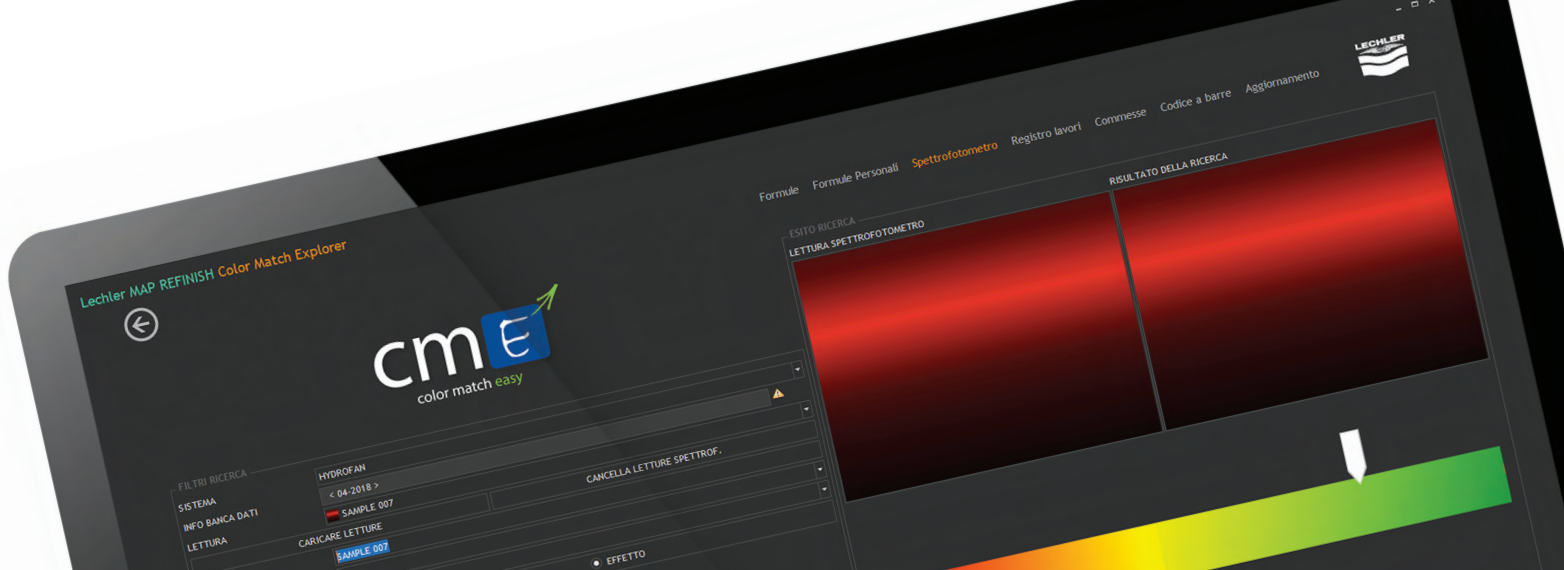 LECHLER
Formule Formule Personali Spettrofotometro Registro lavori Commesse Codice a barre Aggiornamento
Lechler MAP REFINISH Color Match Explorer
cmE
color match easy
ESITO RICERCA
LETTURA SPETTROFOTOMETRO
RISULTATO DELLA RICERCA
FILTRI RICERCA
SISTEMA
HYDROFAN
INFO BANCA DATI
< 04-2018 >
LETTURA
SAMPLE 007
CANCELLA LETTURE SPETTROF.
CARICARE LETTURE
SAMPLE 007
EFFETTO